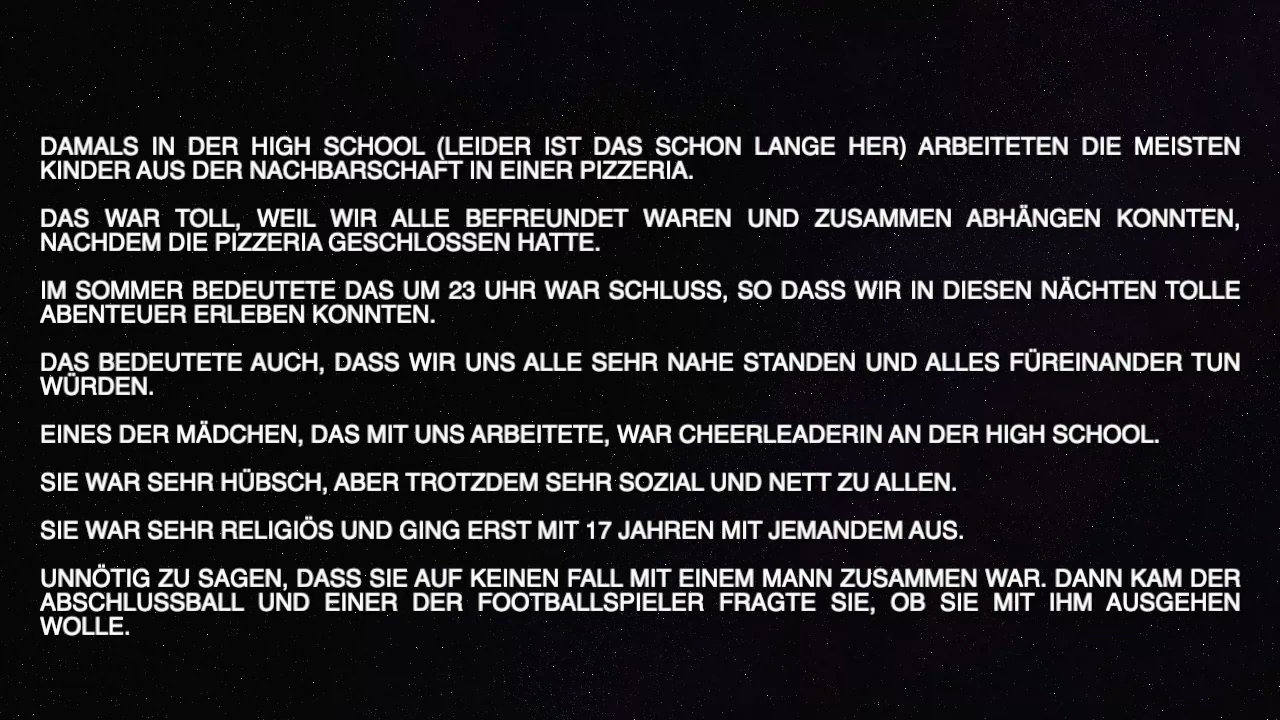 DAMALS IN DER HIGH SCHOOL (LEIDER IST DAS SCHON LANGE HER) ARBEITETEN DIE MEISTEN
KINDER AUS DER NACHBARSCHAFT IN EINER PIZZERIA.
DAS WAR TOLL, WEIL WIR ALLE BEFREUNDET WAREN UND ZUSAMMEN ABHÄNGEN KONNTEN,
NACHDEM DIE PIZZERIA GESCHLOSSEN HATTE.
IM SOMMER BEDEUTETE DAS UM 23 UHR WAR SCHLUSS, SO DASS WIR IN DIESEN NÄCHTEN TOLLE
ABENTEUER ERLEBEN KONNTEN.
DAS BEDEUTETE AUCH, DASS WIR UNS ALLE SEHR NAHE STANDEN UND ALLES FÜREINANDER TUN
WÜRDEN.
EINES DER MÄDCHEN, DAS MIT UNS ARBEITETE, WAR CHEERLEADERIN AN DER HIGH SCHOOL.
SIE WAR SEHR HÜBSCH, ABER TROTZDEM SEHR SOZIAL UND NETT ZU ALLEN.
SIE WAR SEHR RELIGIÖS UND GING ERST MIT 17 JAHREN MIT JEMANDEM AUS.
UNNÖTIG ZU SAGEN, DASS SIE AUF KEINEN FALL MIT EINEM MANN ZUSAMMEN WAR. DANN KAM DER
ABSCHLUSSBALL UND EINER DER FOOTBALLSPIELER FRAGTE SIE, OB SIE MIT IHM AUSGEHEN
WOLLE.